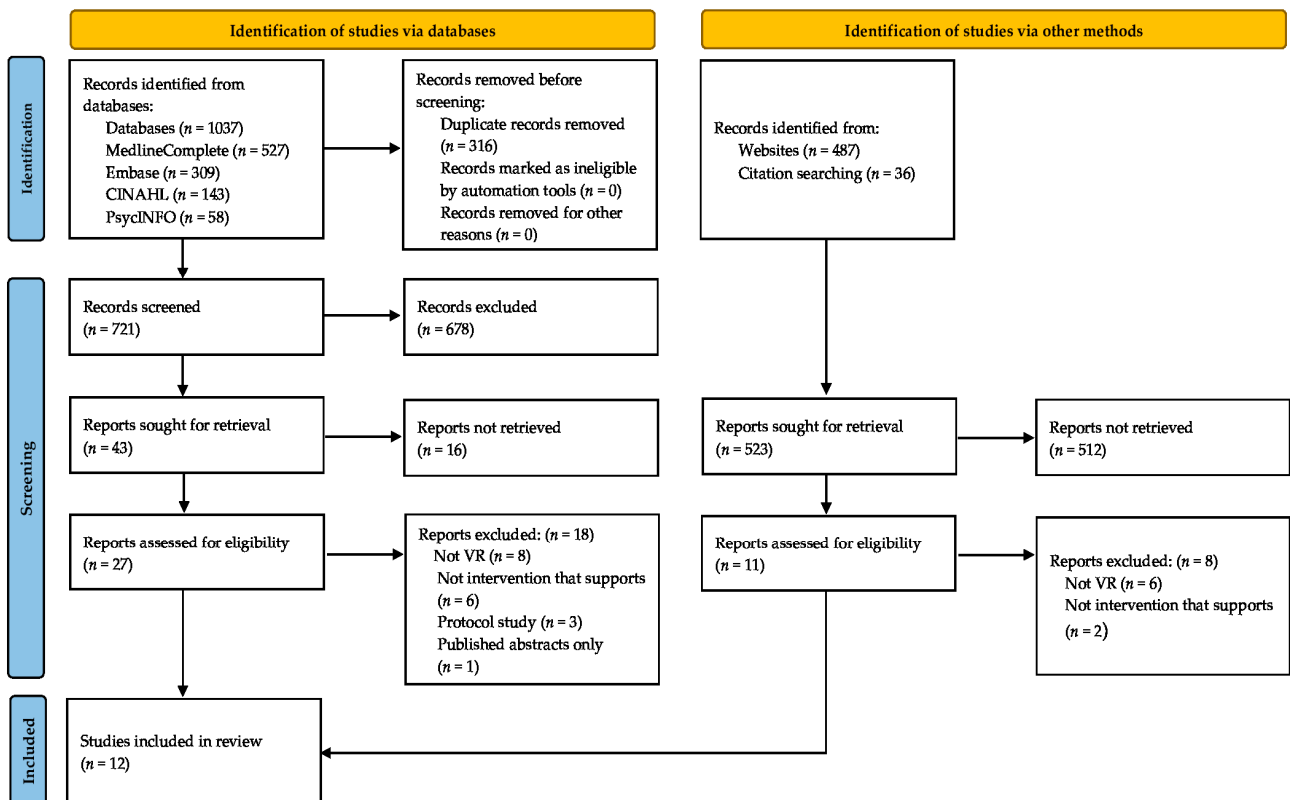 Identification of studies via databases
Identification of studies via other methods
Identification
Records identified from
databases:
Databases (n = 1037)
MedlineComplete (n = 527)
Embase (n = 309)
CINAHL (n = 143)
PsycINFO (n = 58)
Records removed before
screening:
Duplicate records removed
(n = 316)
Records marked as ineligible
by automation tools (n = 0)
Records removed for other
reasons (n = 0)
Records identified from:
Websites (n = 487)
Citation searching (n = 36)
Screening
Records screened
(n = 721)
Records excluded
(n = 678)
Reports sought for retrieval
(n = 43)
Reports not retrieved
(n = 16)
Reports sought for retrieval
(n = 523)
Reports not retrieved
(n = 512)
Reports assessed for eligibility
(n = 27)
Reports excluded: (n = 18)
Not VR (n = 8)
Not intervention that supports
(n = 6)
Protocol study (n = 3)
Published abstracts only
(n = 1)
Reports assessed for eligibility
(n = 11)
Reports excluded: (n = 8)
Not VR (n = 6)
Not intervention that supports
(n = 2)
Included
Studies included in review
(n = 12)